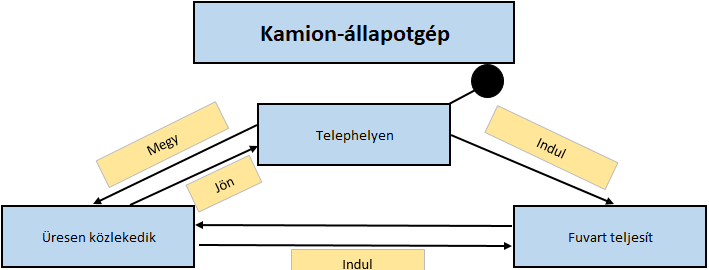 Kamion-állapotgép
Telephelyen
Megy
Indul
Jön
Üresen közlekedik
Fuvart teljesít
Indul